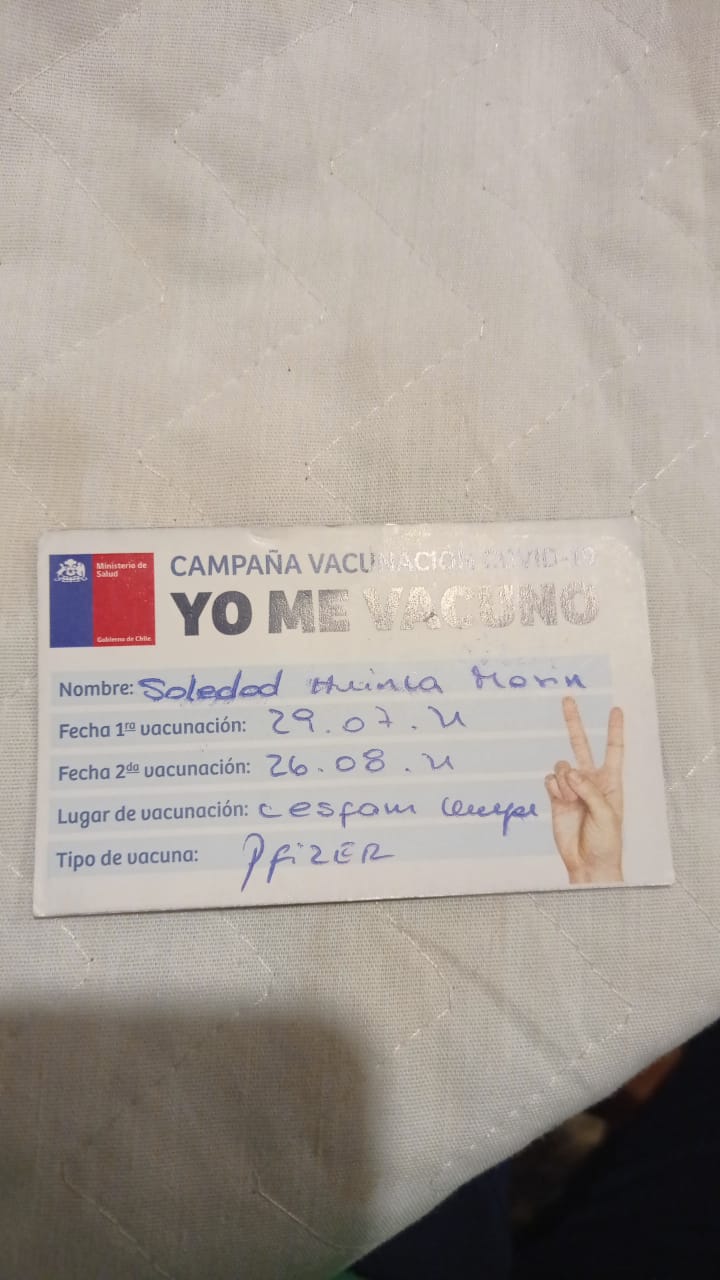 Ministerio de
Salud
Gobierno de Chile
CAMPAÑA VACUNACIÓN COVID-19
YO ME VACUNO
Nombre: Soledad
Fecha 1ra vacunación: 29.07.21
Fecha 2da vacunación: 26.08.21
Lugar de vacunación: cesfam
Tipo de vacuna: PfiZER